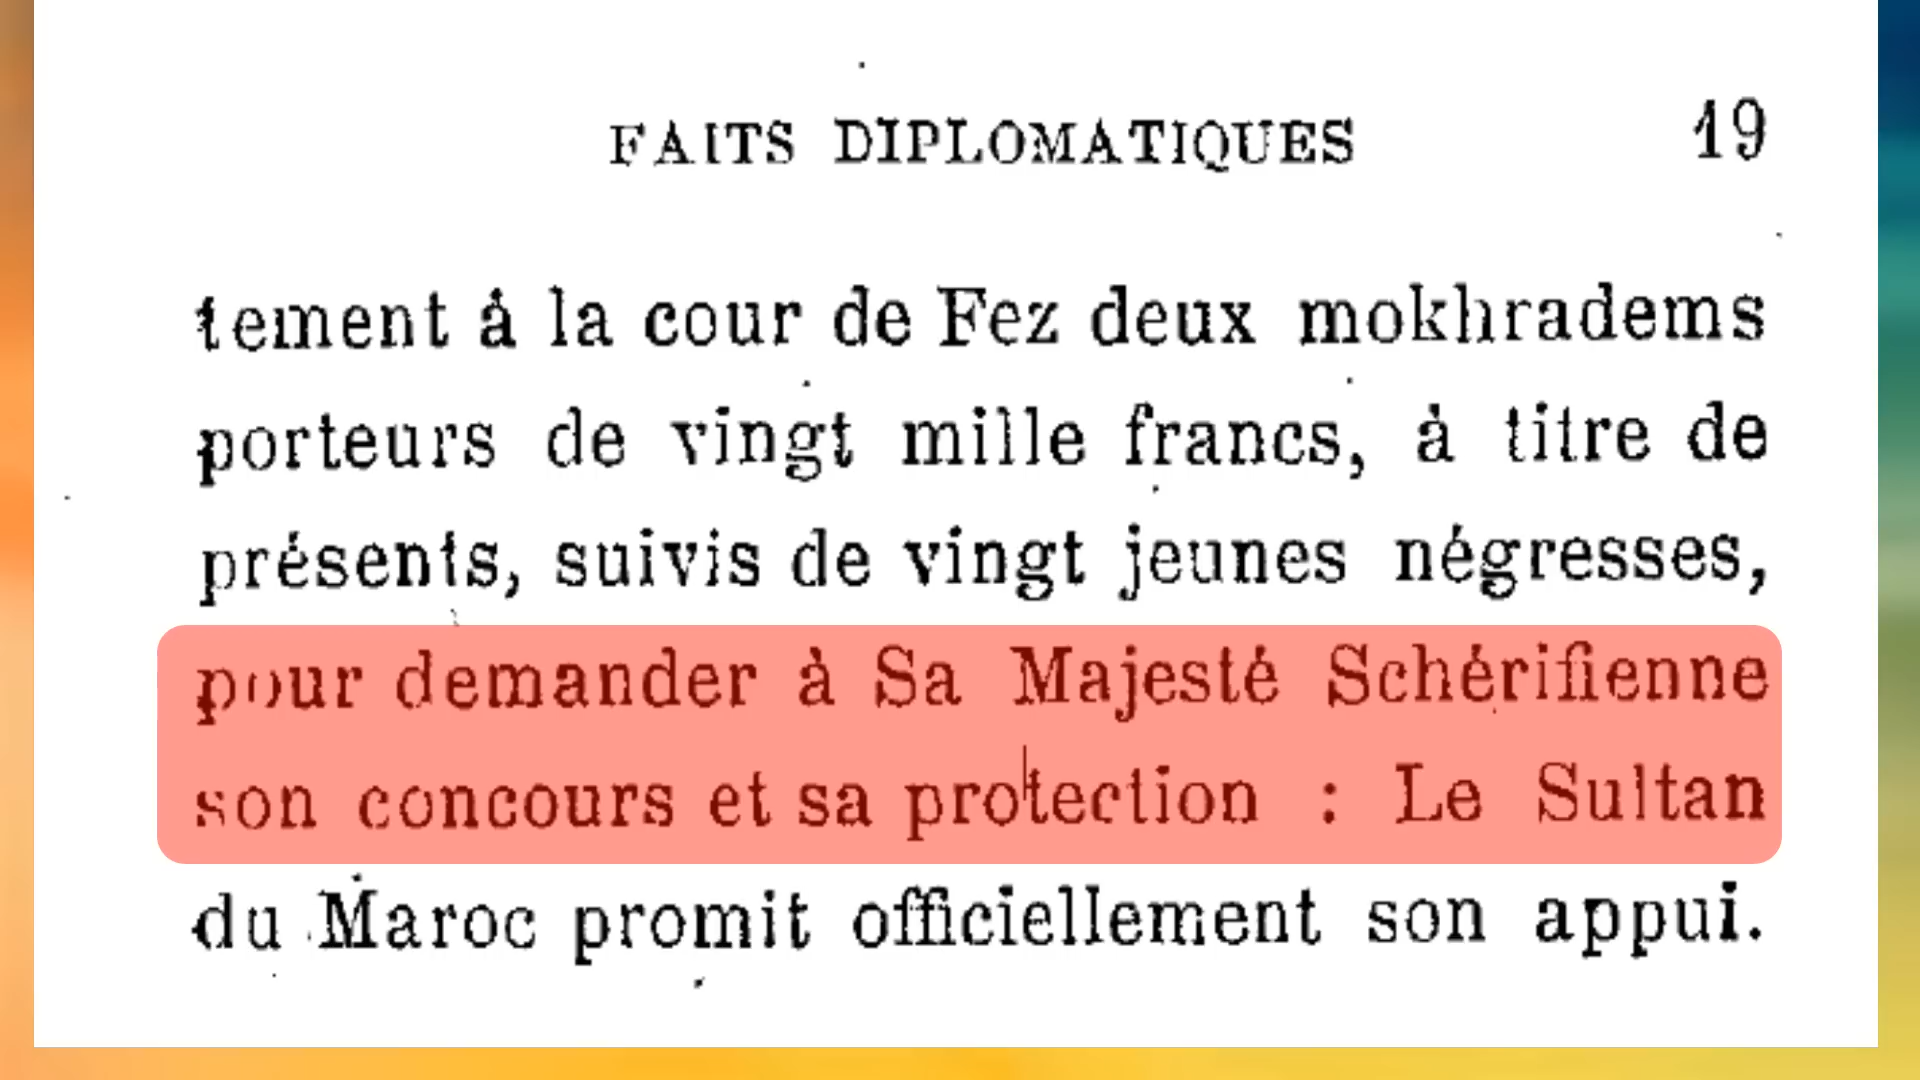 FAITS DIPLOMATIQUES 19
tement à la cour de Fez deux mokhradems
porteurs de vingt mille francs, à titre de
présents, suivis de vingt jeunes négresses,
pour demander à Sa Majesté Schérifienne
son concours et sa protection : Le Sultan
du Maroc promit officiellement son appui.